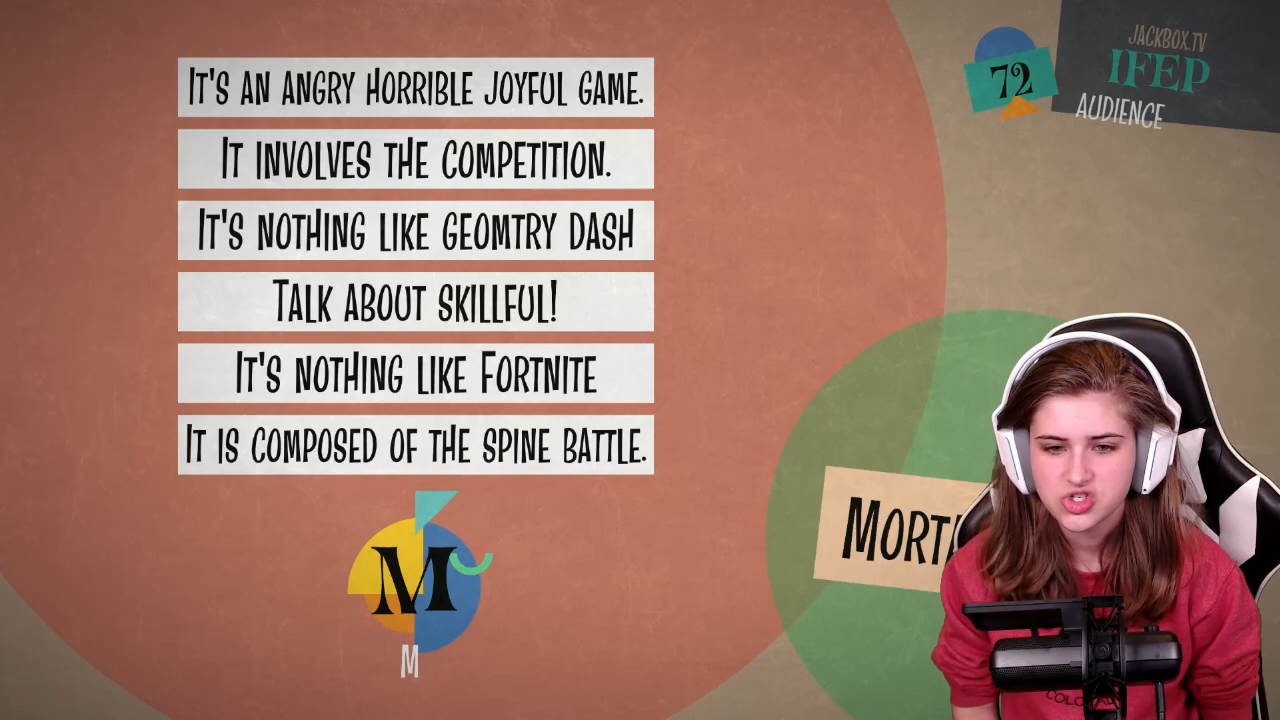 IT'S AN ANGRY HORRIBLE JOYFUL GAME.
IT INVOLVES THE COMPETITION.
IT'S NOTHING LIKE GEOMTRY DASH
TALK ABOUT SKILLFUL!
IT'S NOTHING LIKE FORTNITE
IT IS COMPOSED OF THE SPINE BATTLE.
M
M
72
JACKBOX.TV
IFEP
AUDIENCE